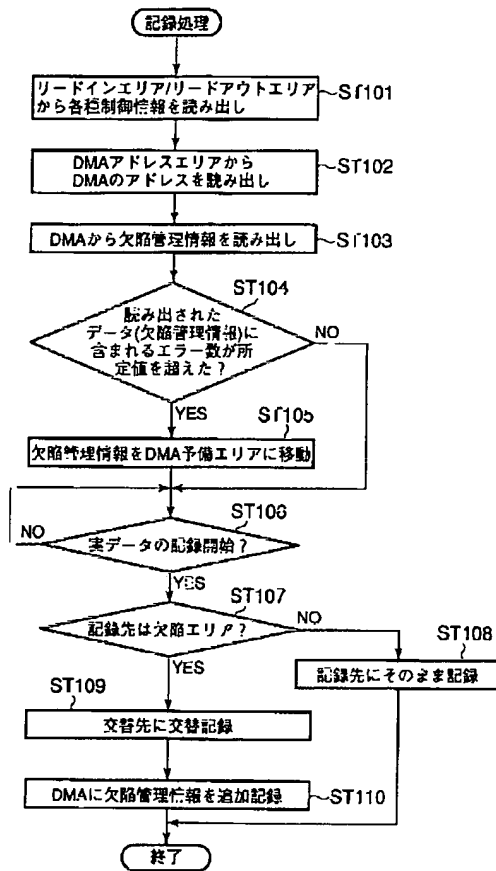 記録処理
リードインエリア/リードアウトエリア
から各種制御情報を読み出し
ST101
DMAアドレスエリアから
DMAのアドレスを読み出し
ST102
DMAから欠陥管理情報を読み出し
ST103
ST104
読み出された
データ(欠陥管理情報)に
含まれるエラー数が所
定値を超えた?
NO
YES
ST105
欠陥管理情報をDMA予備エリアに移動
ST106
NO
実データの記録開始?
YES
ST107
記録先は欠陥エリア?
NO
YES
ST108
記録先にそのまま記録
ST109
交替先に交替記録
DMAに欠陥管理情報を追加記録
ST110
終了